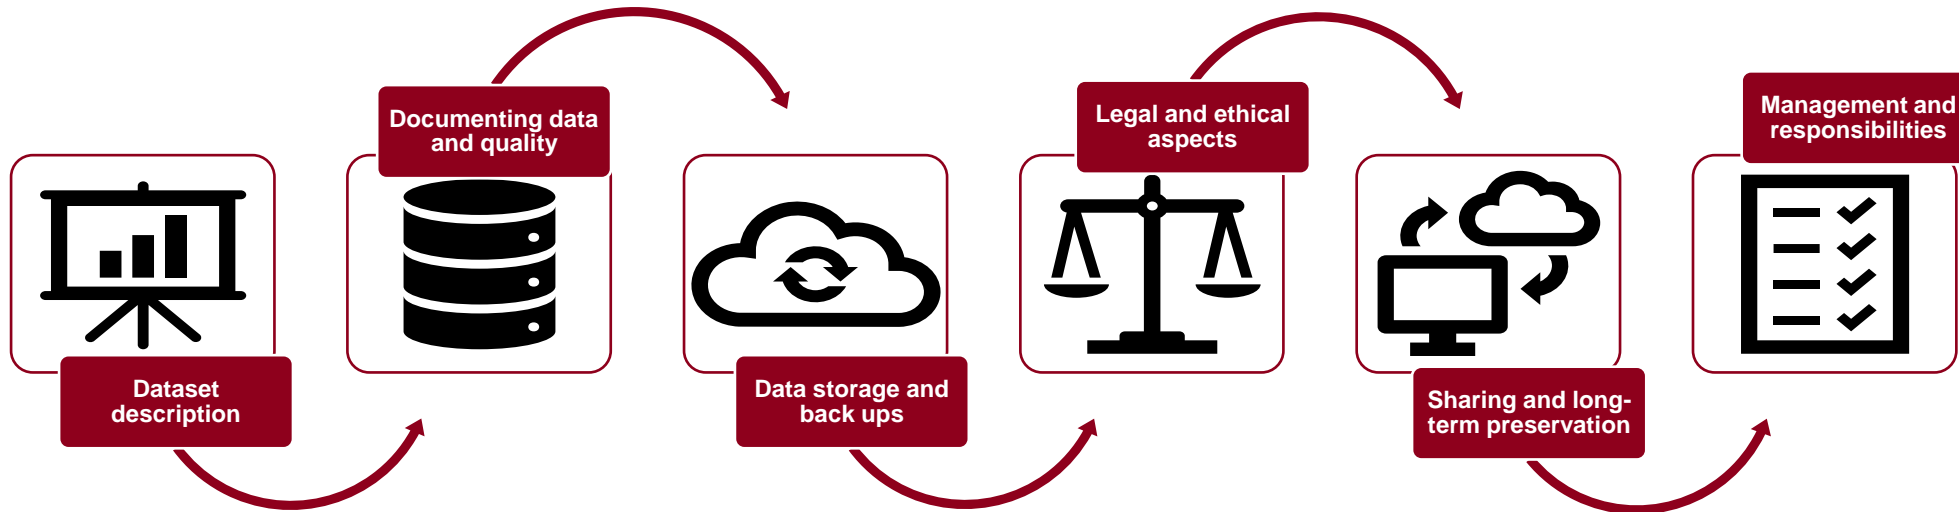 Dataset
description
Documenting data
and quality
Data storage and
back ups
Legal and ethical
aspects
Sharing and long-
term preservation
Management and
responsibilities